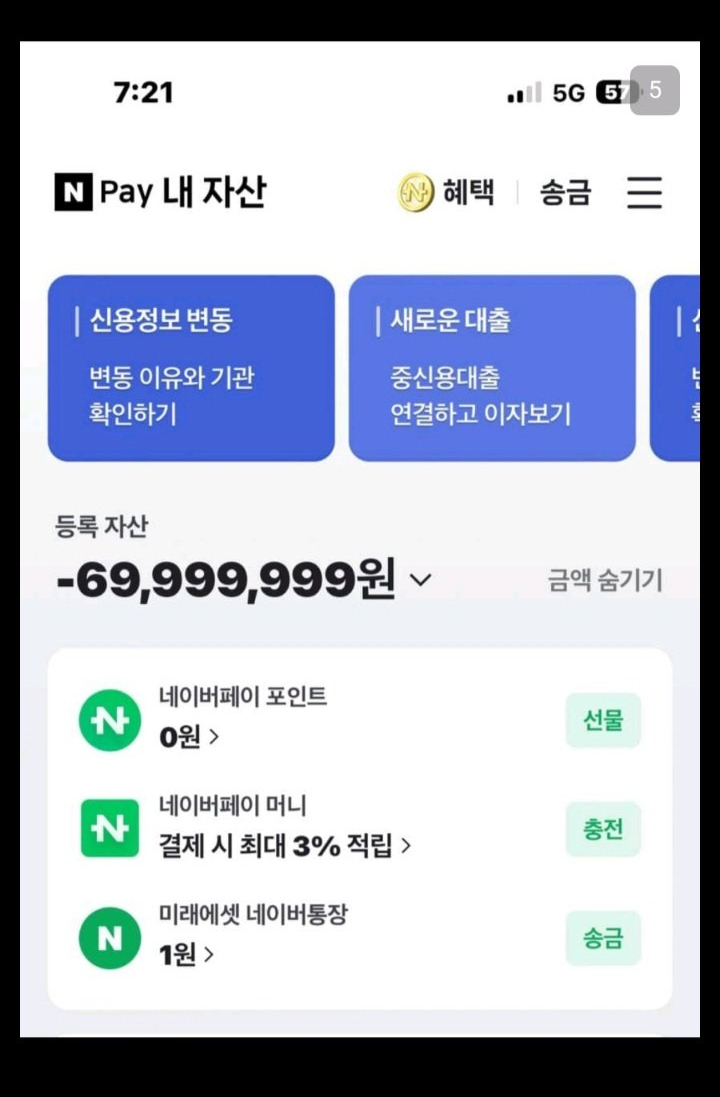 7:21
5G 57 5
N Pay 내 자산
혜택 송금
신용정보 변동
변동 이유와 기관
확인하기
새로운 대출
중신용대출
연결하고 이자보기
등록 자산
-69,999,999원
금액 숨기기
네이버페이 포인트
0원 >
선물
네이버페이 머니
결제 시 최대 3% 적립 >
충전
미래에셋 네이버통장
1원 >
송금